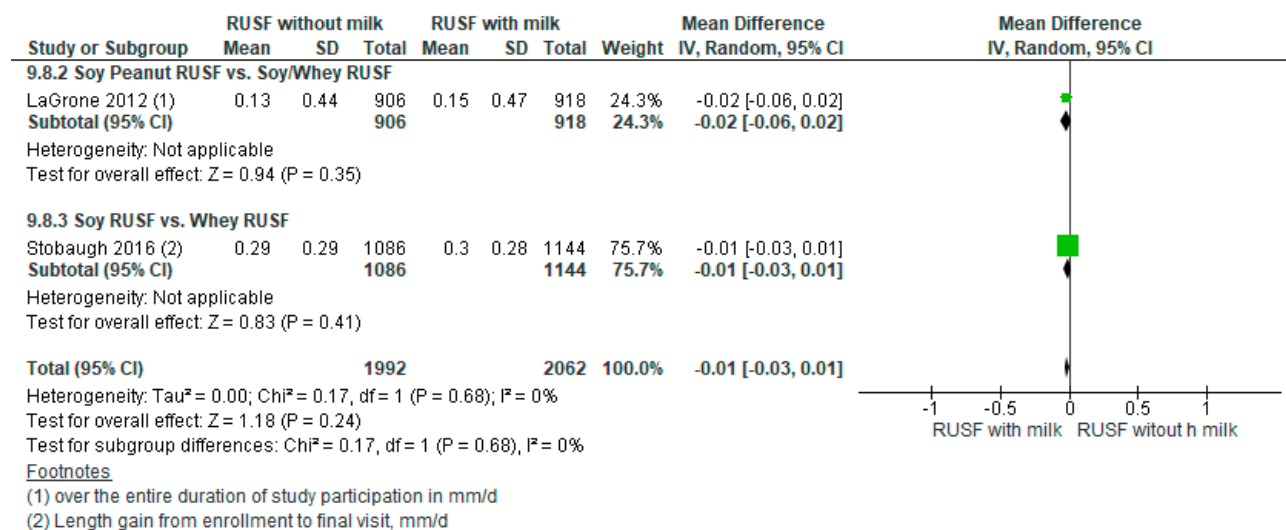 RUSF without milk RUSF with milk Mean Difference Mean Difference
Study or Subgroup Mean SD Total Mean SD Total Weight IV, Random, 95% CI IV, Random, 95% CI
9.8.2 Soy Peanut RUSF vs. Soy/Whey RUSF
LaGrone 2012 (1) 0.13 0.44 906 0.15 0.47 918 24.3% -0.02 [-0.06, 0.02]
Subtotal (95% CI) 906 918 24.3% -0.02 [-0.06, 0.02]
Heterogeneity: Not applicable
Test for overall effect: Z = 0.94 (P = 0.35)
9.8.3 Soy RUSF vs. Whey RUSF
Stobaugh 2016 (2) 0.29 0.29 1086 0.3 0.28 1144 75.7% -0.01 [-0.03, 0.01]
Subtotal (95% CI) 1086 1144 75.7% -0.01 [-0.03, 0.01]
Heterogeneity: Not applicable
Test for overall effect: Z = 0.83 (P = 0.41)
Total (95% CI) 1992 2062 100.0% -0.01 [-0.03, 0.01]
Heterogeneity: Tau² = 0.00; Chi² = 0.17, df = 1 (P = 0.68); I² = 0%
Test for overall effect: Z = 1.18 (P = 0.24)
Test for subgroup differences: Chi² = 0.17, df = 1 (P = 0.68), I² = 0%
-1 -0.5 0 0.5 1
RUSF with milk RUSF witout h milk
Footnotes
(1) over the entire duration of study participation in mm/d
(2) Length gain from enrollment to final visit, mm/d